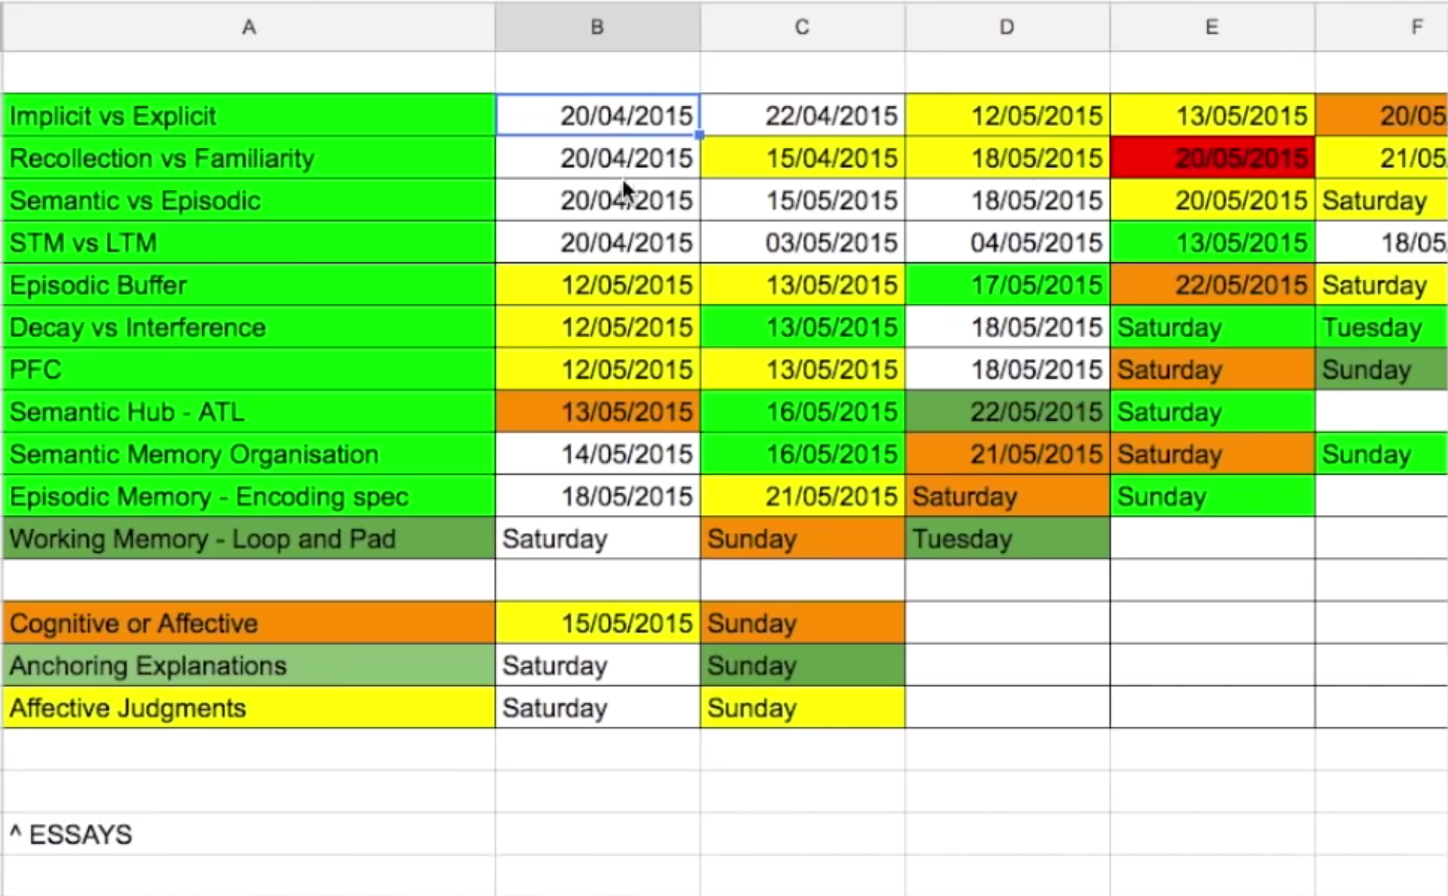 A B C D E F
Implicit vs Explicit 20/04/2015 22/04/2015 12/05/2015 13/05/2015 20/05
Recollection vs Familiarity 20/04/2015 15/04/2015 18/05/2015 20/05/2015 21/05
Semantic vs Episodic 20/04/2015 15/05/2015 18/05/2015 20/05/2015 Saturday
STM vs LTM 20/04/2015 03/05/2015 04/05/2015 13/05/2015 18/05
Episodic Buffer 12/05/2015 13/05/2015 17/05/2015 22/05/2015 Saturday
Decay vs Interference 12/05/2015 13/05/2015 18/05/2015 Saturday Tuesday
PFC 12/05/2015 13/05/2015 18/05/2015 Saturday Sunday
Semantic Hub - ATL 13/05/2015 16/05/2015 22/05/2015 Saturday
Semantic Memory Organisation 14/05/2015 16/05/2015 21/05/2015 Saturday Sunday
Episodic Memory - Encoding spec 18/05/2015 21/05/2015 Saturday Sunday
Working Memory - Loop and Pad Saturday Sunday Tuesday
Cognitive or Affective 15/05/2015 Sunday
Anchoring Explanations Saturday Sunday
Affective Judgments Saturday Sunday
^ ESSAYS